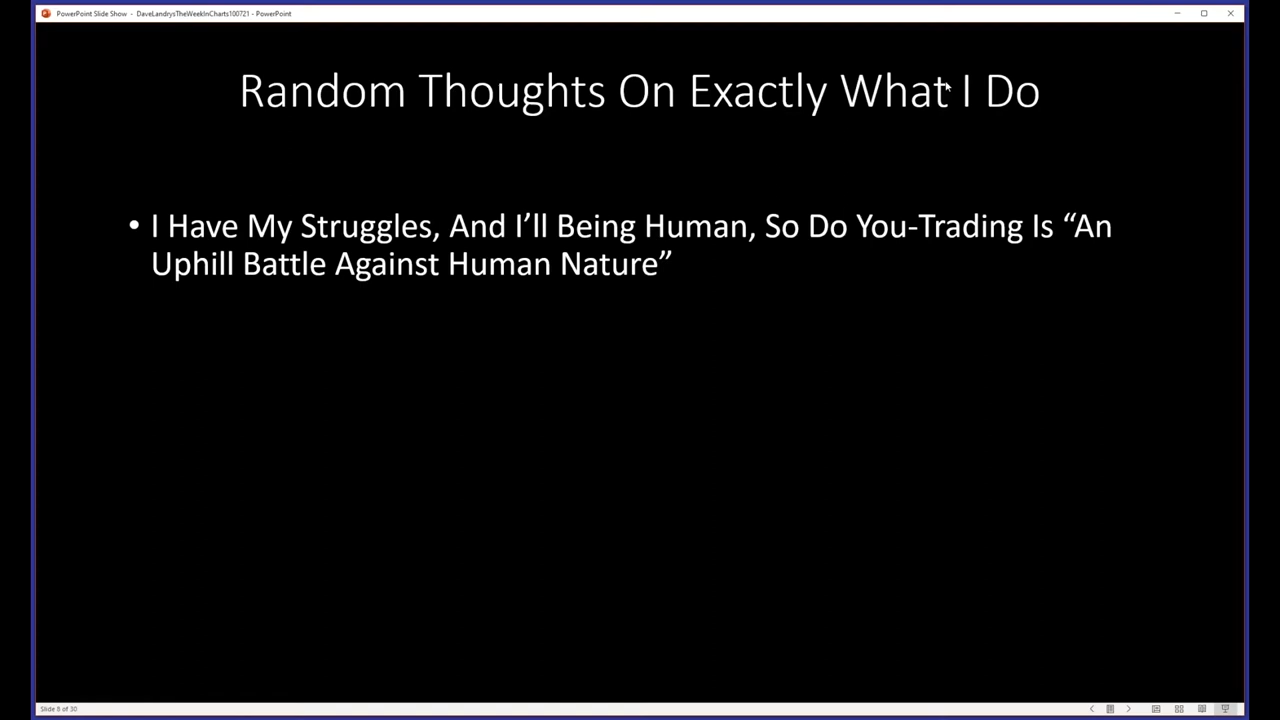 PowerPoint Slide Show - DaveLandrysTheWeekInCharts100721 - PowerPoint
Random Thoughts On Exactly What I Do
• I Have My Struggles, And I’ll Being Human, So Do You-Trading Is “An
Uphill Battle Against Human Nature”
Slide 8 of 30